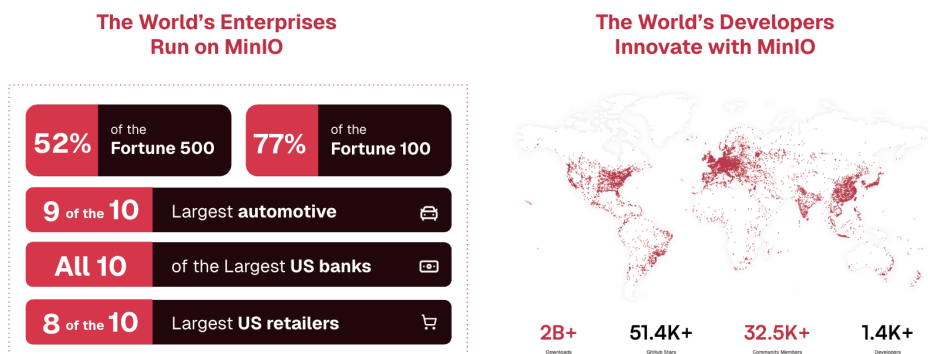 The World's Enterprises
Run on MinIO
52% of the Fortune 500
77% of the Fortune 100
9 of the 10 Largest automotive
All 10 of the Largest US banks
8 of the 10 Largest US retailers
The World's Developers
Innovate with MinIO
2B+ 51.4K+ 32.5K+ 1.4K+
Downloads GitHub Stars Community Members Developers